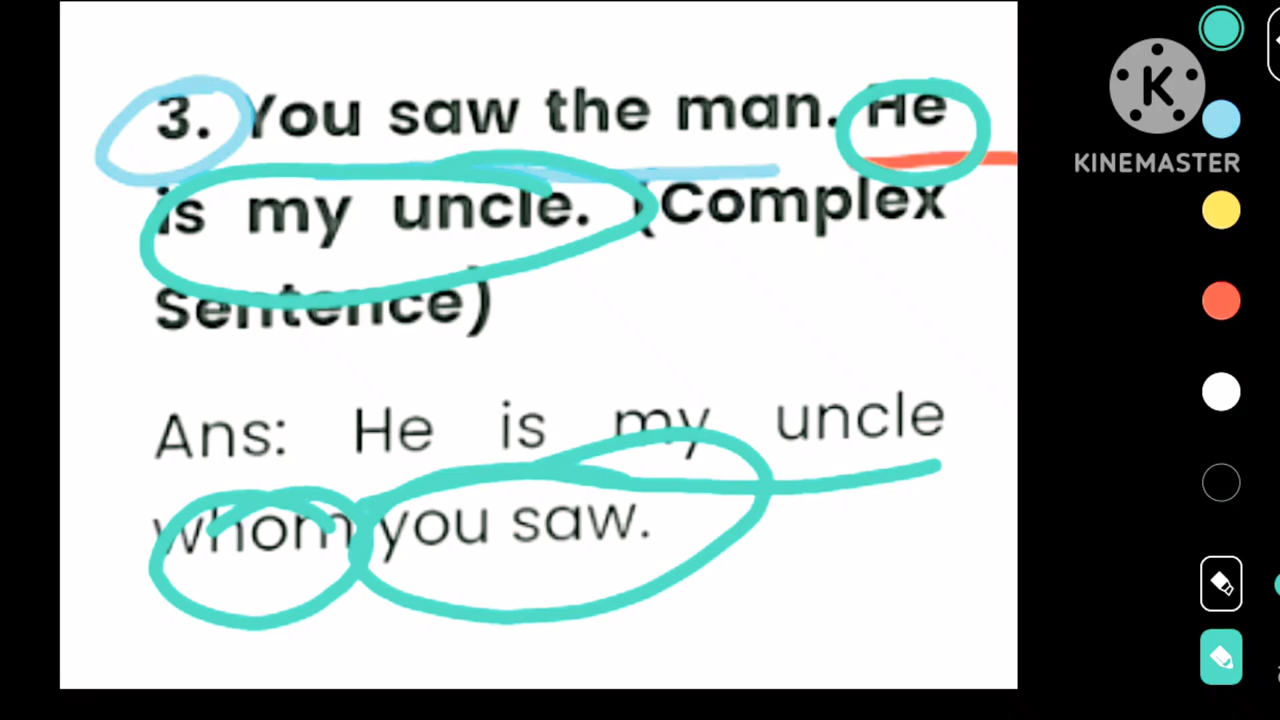 3. You saw the man. He
is my uncle. (Complex
Sentence)
Ans: He is my uncle
whom you saw.
KINEMASTER